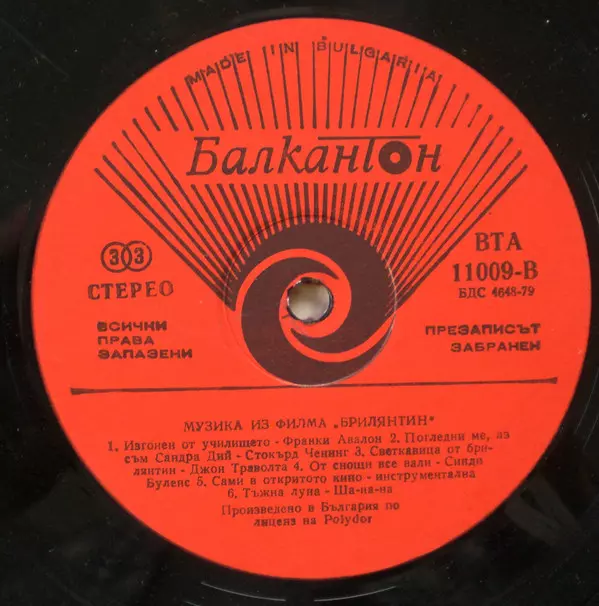 MADE IN BULGARIA
Балкантон
33
СТЕРЕО
ВТА
11009-В
БДС 4648-79
ВСИЧКИ
ПРАВА
ЗАПАЗЕНИ
ПРЕЗАПИСЪТ
ЗАБРАНЕН
МУЗИКА ИЗ ФИЛМА „БРИЛЯНТИН“
1. Изгонен от училището - Франки Авалон 2. Погледни ме, аз
съм Сандра Дий - Стокърд Ченинг 3. Светкавица от бри-
лянтин - Джон Траволта 4. От снощи все вали - Синди
Буленс 5. Сами в откритото кино - инструментална
6. Тъжна луна - Ша-на-на
Произведено в България по
лиценз на Polydor